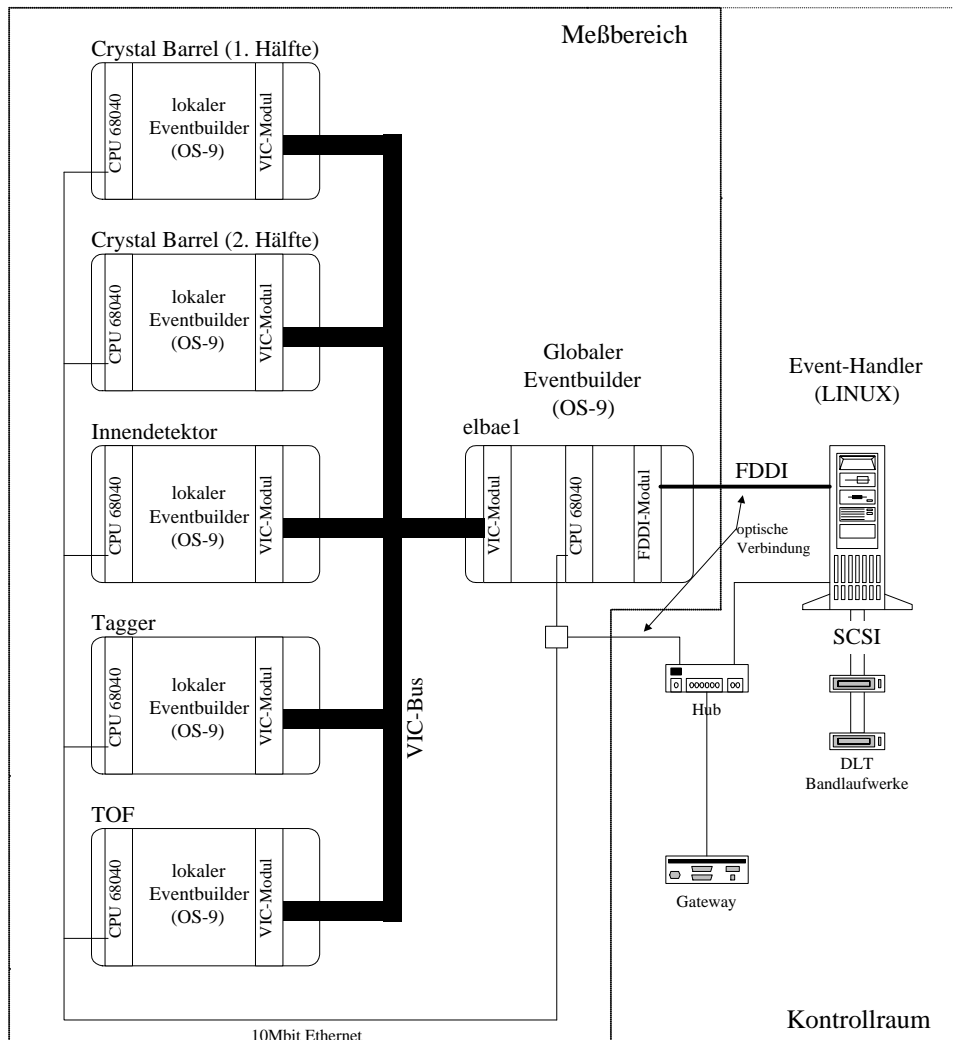 Meßbereich
Crystal Barrel (1. Hälfte)
CPU 68040
lokaler
Eventbuilder
(OS-9)
VIC-Modul
Crystal Barrel (2. Hälfte)
CPU 68040
lokaler
Eventbuilder
(OS-9)
VIC-Modul
Innendetektor
CPU 68040
lokaler
Eventbuilder
(OS-9)
VIC-Modul
Tagger
CPU 68040
lokaler
Eventbuilder
(OS-9)
VIC-Modul
TOF
CPU 68040
lokaler
Eventbuilder
(OS-9)
VIC-Modul
VIC-Bus
10Mbit Ethernet
Globaler
Eventbuilder
(OS-9)
elbae1
VIC-Modul
CPU 68040
FDDI-Modul
FDDI
optische
Verbindung
Event-Handler
(LINUX)
SCSI
DLT
Bandlaufwerke
Hub
Gateway
Kontrollraum